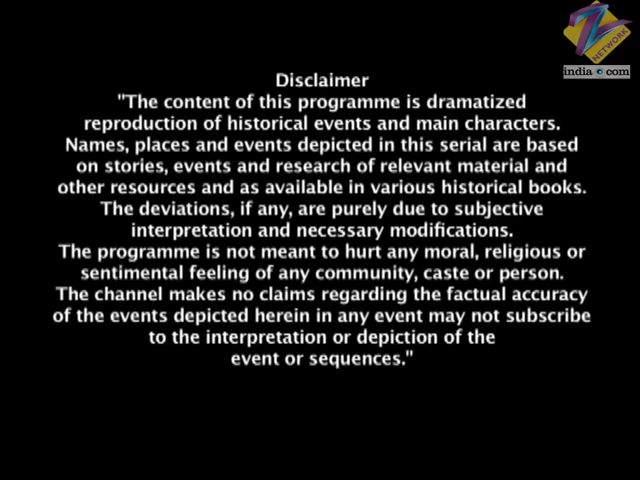 Z
NETWORK
india.com
Disclaimer
"The content of this programme is dramatized
reproduction of historical events and main characters.
Names, places and events depicted in this serial are based
on stories, events and research of relevant material and
other resources and as available in various historical books.
The deviations, if any, are purely due to subjective
interpretation and necessary modifications.
The programme is not meant to hurt any moral, religious or
sentimental feeling of any community, caste or person.
The channel makes no claims regarding the factual accuracy
of the events depicted herein in any event may not subscribe
to the interpretation or depiction of the
event or sequences."